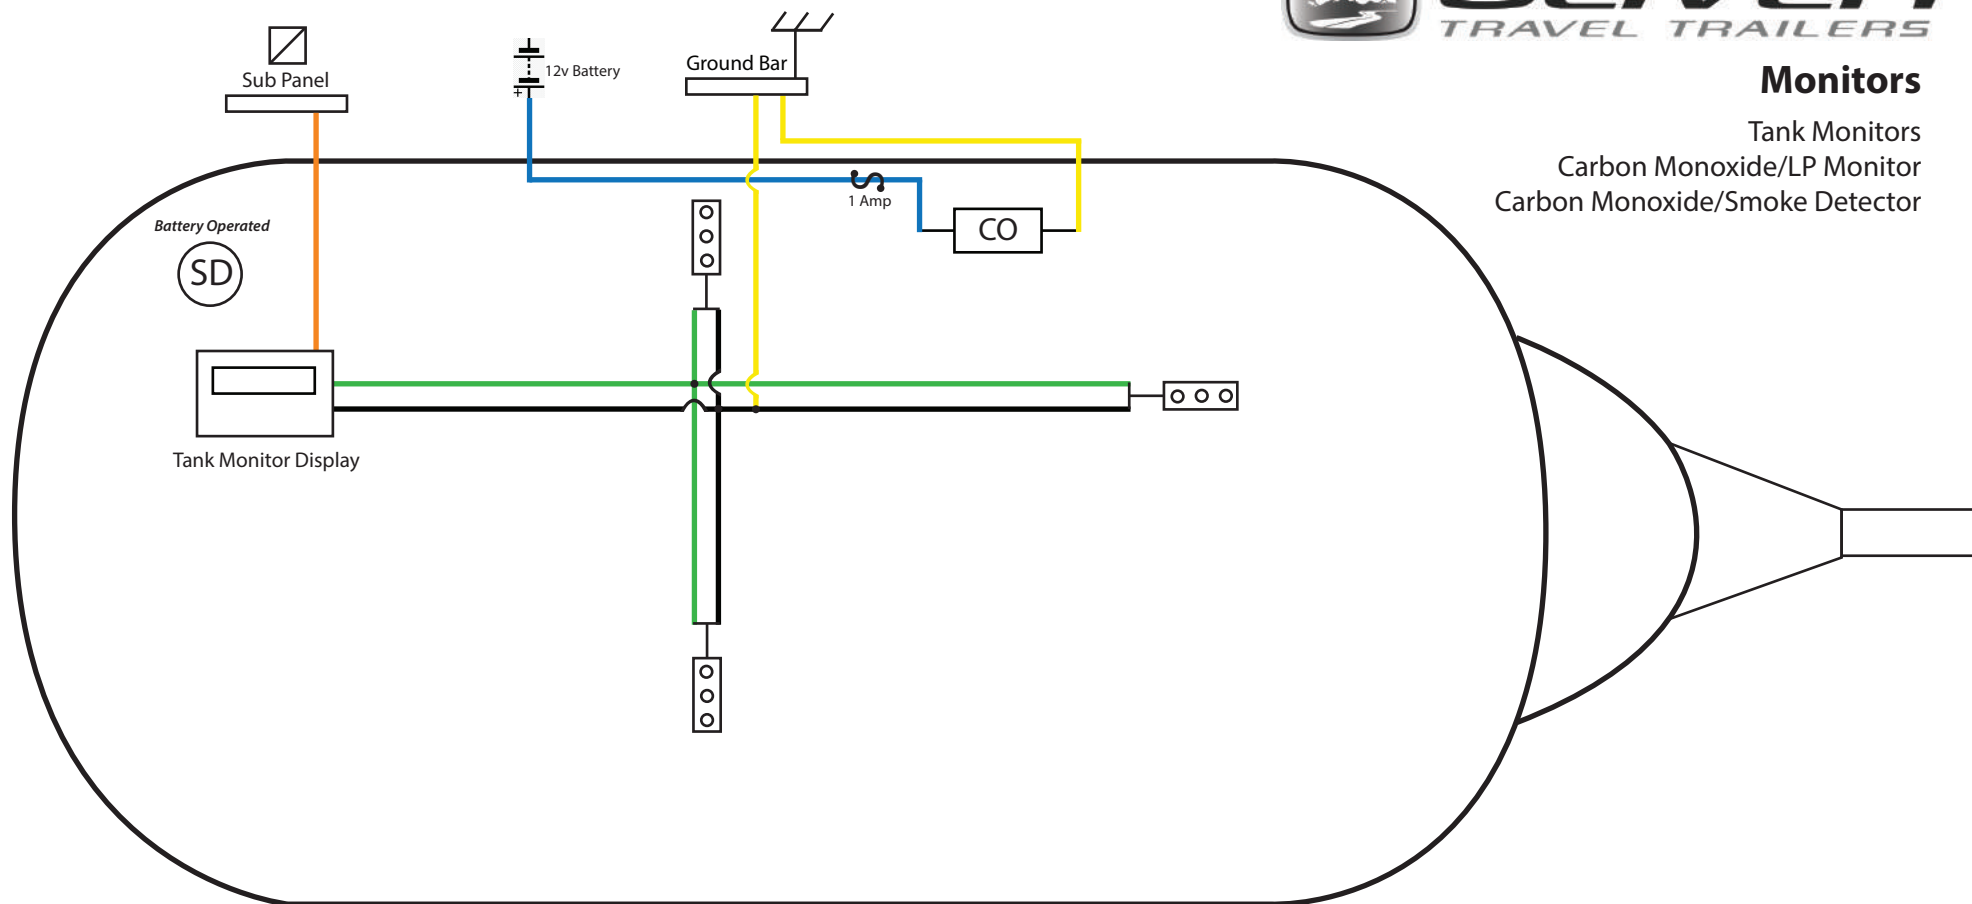 TRAVEL TRAILERS
Monitors
Tank Monitors
Carbon Monoxide/LP Monitor
Carbon Monoxide/Smoke Detector
Sub Panel
12v Battery
+
Ground Bar
1 Amp
CO
Battery Operated
SD
Tank Monitor Display